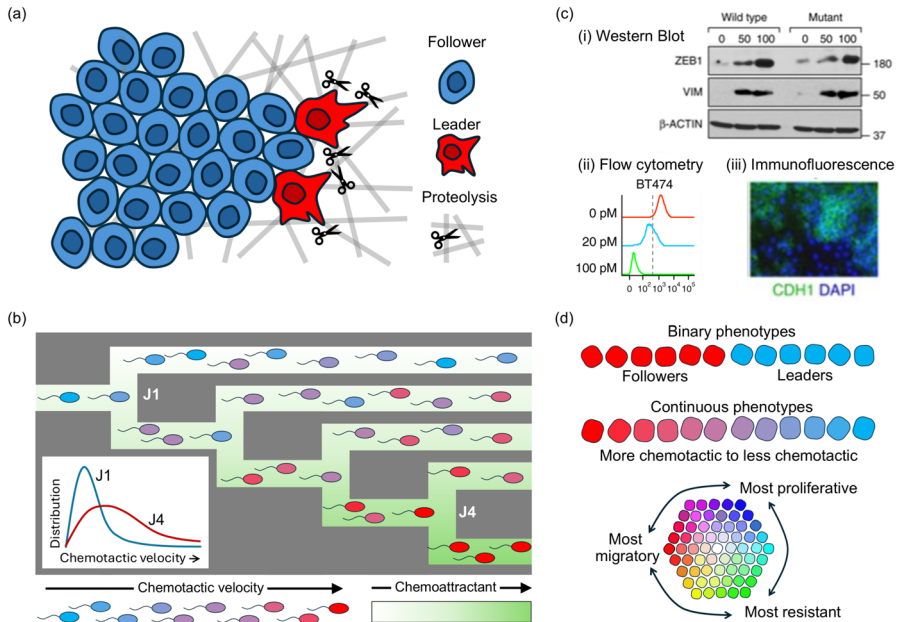 (a)
Follower
Leader
Proteolysis
(b)
J1
J4
Distribution
J1
J4
Chemotactic velocity
Chemotactic velocity
Chemoattractant
(c)
(i) Western Blot
Wild type Mutant
0 50 100 0 50 100
ZEB1 180
VIM 50
β-ACTIN 37
(ii) Flow cytometry
BT474
0 pM
20 pM
100 pM
0 10² 10³ 10⁴ 10⁵
(iii) Immunofluorescence
CDH1 DAPI
(d)
Binary phenotypes
Followers Leaders
Continuous phenotypes
More chemotactic to less chemotactic
Most proliferative
Most
migratory
Most resistant